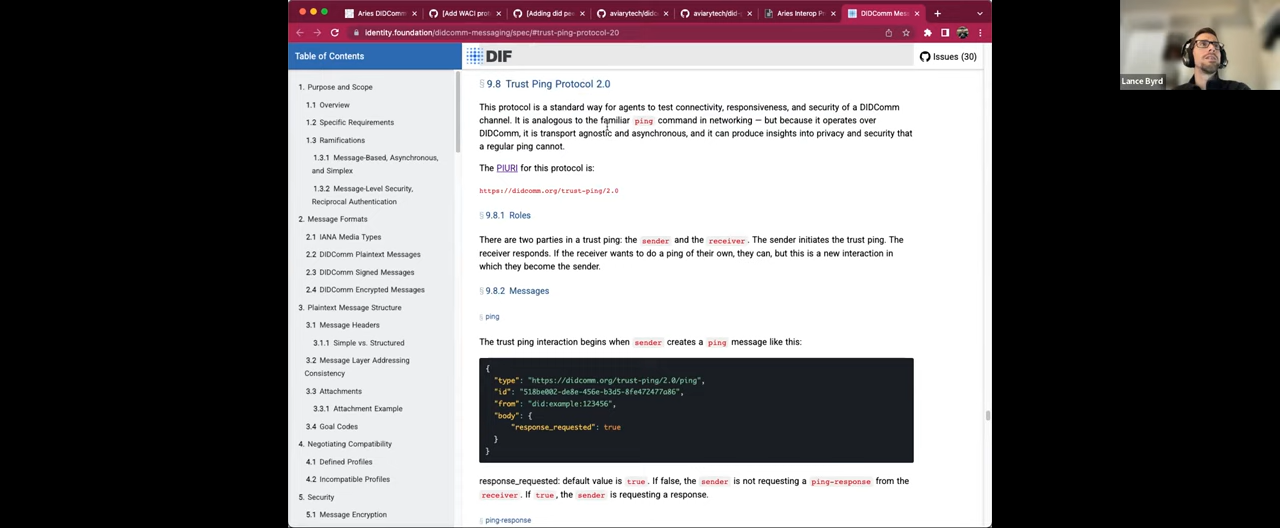 Aries DIDComm
[Add WACI prot
[Adding did pee
aviarytech/didc
aviarytech/did-
Aries Interop Pr
DIDComm Mes
identity.foundation/didcomm-messaging/spec/#trust-ping-protocol-20
Lance Byrd
Table of Contents
DIF
Issues (30)
1. Purpose and Scope
1.1 Overview
1.2 Specific Requirements
1.3 Ramifications
1.3.1 Message-Based, Asynchronous,
and Simplex
1.3.2 Message-Level Security,
Reciprocal Authentication
2. Message Formats
2.1 IANA Media Types
2.2 DIDComm Plaintext Messages
2.3 DIDComm Signed Messages
2.4 DIDComm Encrypted Messages
3. Plaintext Message Structure
3.1 Message Headers
3.1.1 Simple vs. Structured
3.2 Message Layer Addressing
Consistency
3.3 Attachments
3.3.1 Attachment Example
3.4 Goal Codes
4. Negotiating Compatibility
4.1 Defined Profiles
4.2 Incompatible Profiles
5. Security
5.1 Message Encryption
§ 9.8 Trust Ping Protocol 2.0
This protocol is a standard way for agents to test connectivity, responsiveness, and security of a DIDComm
channel. It is analogous to the familiar ping command in networking — but because it operates over
DIDComm, it is transport agnostic and asynchronous, and it can produce insights into privacy and security that
a regular ping cannot.
The PIURI for this protocol is:
https://didcomm.org/trust-ping/2.0
§ 9.8.1 Roles
There are two parties in a trust ping: the sender and the receiver. The sender initiates the trust ping. The
receiver responds. If the receiver wants to do a ping of their own, they can, but this is a new interaction in
which they become the sender.
§ 9.8.2 Messages
§ ping
The trust ping interaction begins when sender creates a ping message like this:
{
"type": "https://didcomm.org/trust-ping/2.0/ping",
"id": "518be002-de8e-456e-b3d5-8fe472477a86",
"from": "did:example:123456",
"body": {
"response_requested": true
}
}
response_requested: default value is true. If false, the sender is not requesting a ping-response from the
receiver. If true, the sender is requesting a response.
§ ping-response